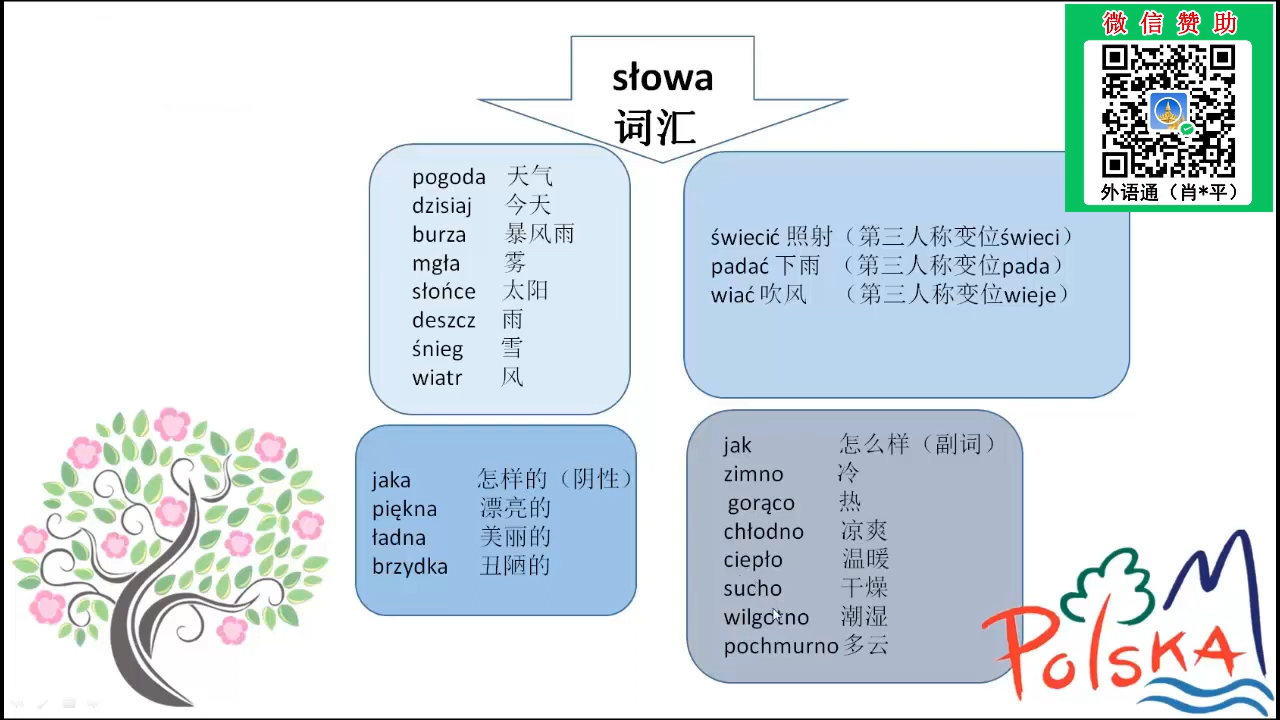 微信赞助
外语通（肖*平）
słowa
词汇
pogoda 天气
dzisiaj 今天
burza 暴风雨
mgła 雾
słońce 太阳
deszcz 雨
śnieg 雪
wiatr 风
świecić 照射（第三人称变位świeci）
padać 下雨 （第三人称变位pada）
wiać 吹风 （第三人称变位wieje）
jaka 怎样的（阴性）
piękna 漂亮的
ładna 美丽的
brzydka 丑陋的
jak 怎么样（副词）
zimno 冷
gorąco 热
chłodno 凉爽
ciepło 温暖
sucho 干燥
wilgotno 潮湿
pochmurno 多云
POLSKA